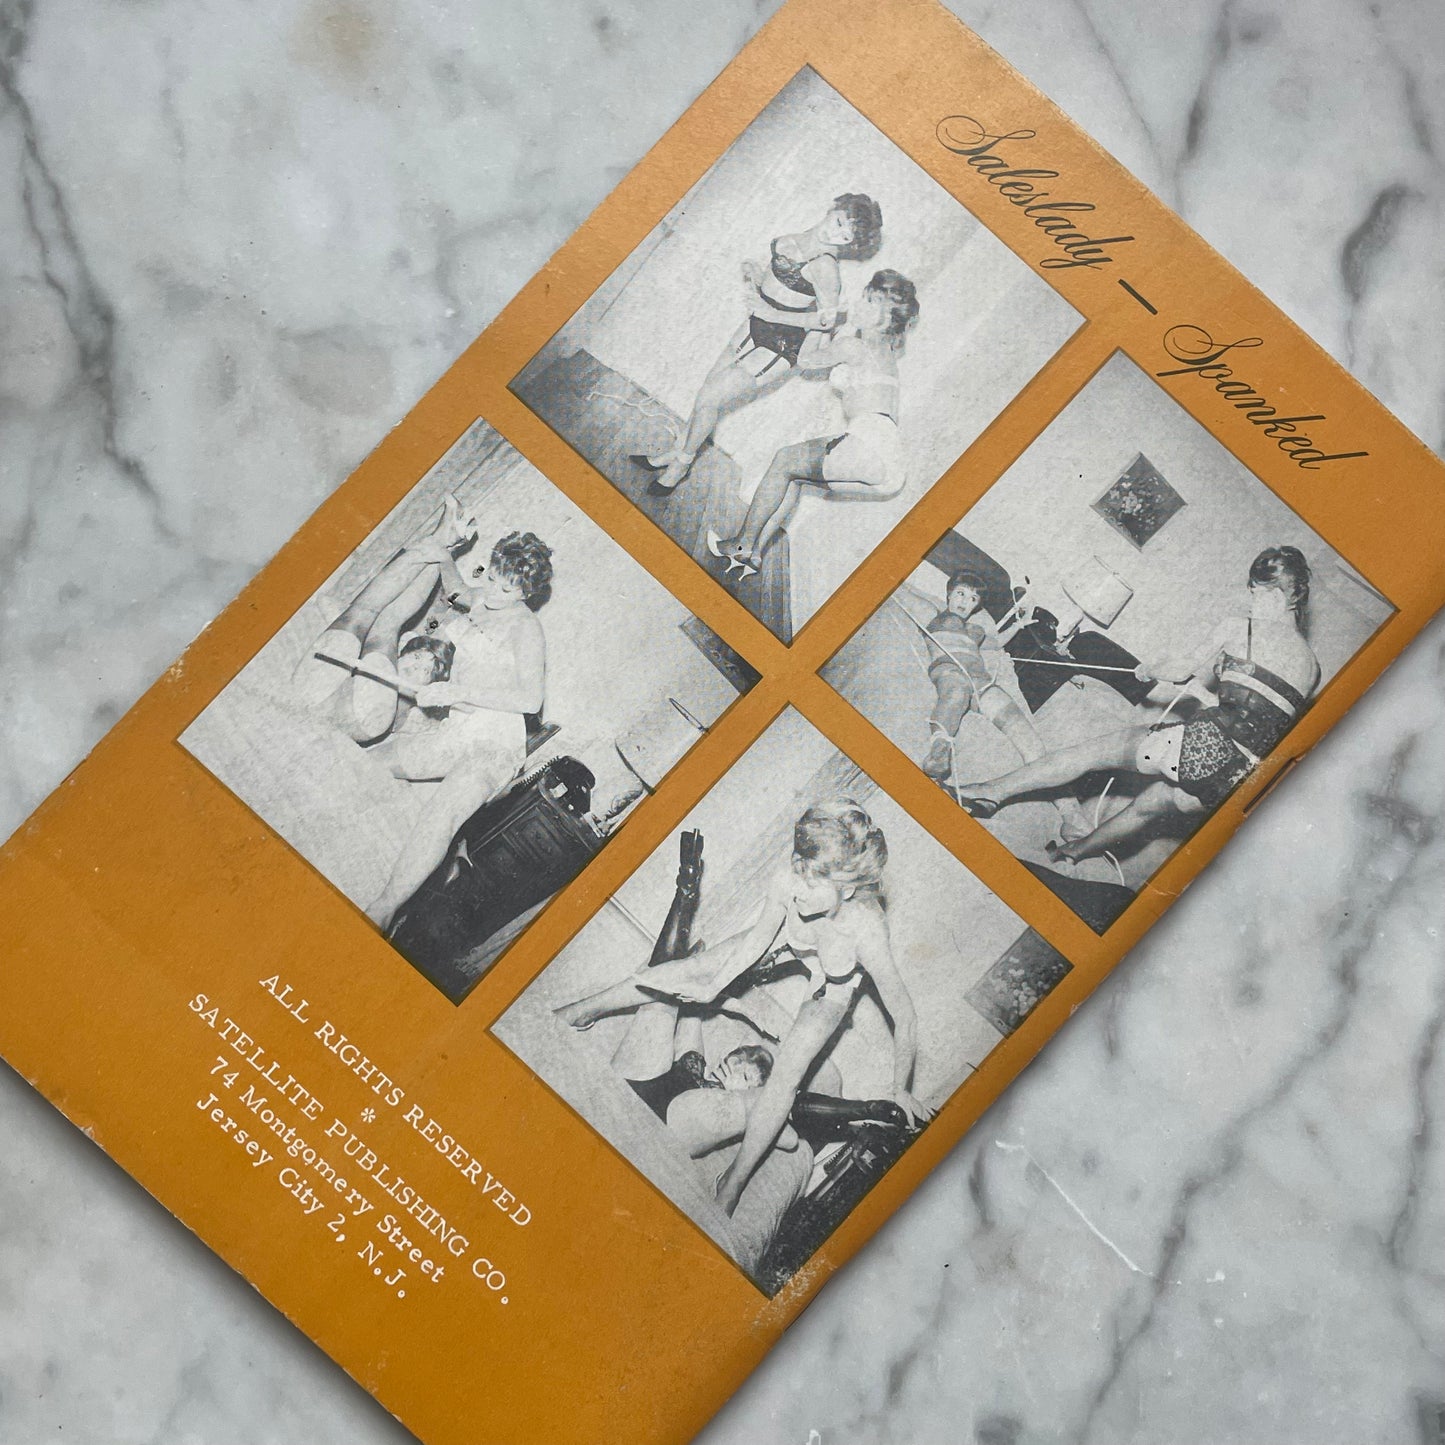 Saleslady — Spanked
ALL RIGHTS RESERVED
*
SATELLITE PUBLISHING CO.
74 Montgomery Street
Jersey City 2, N.J.